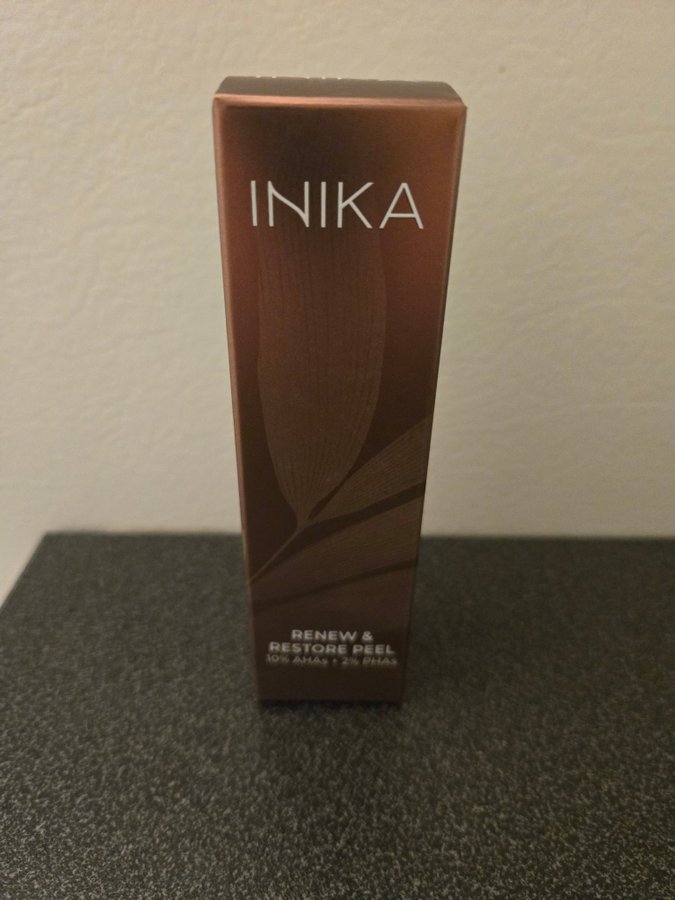 INIKA
RENEW &
RESTORE PEEL
10% AHAs + 2% PHAs